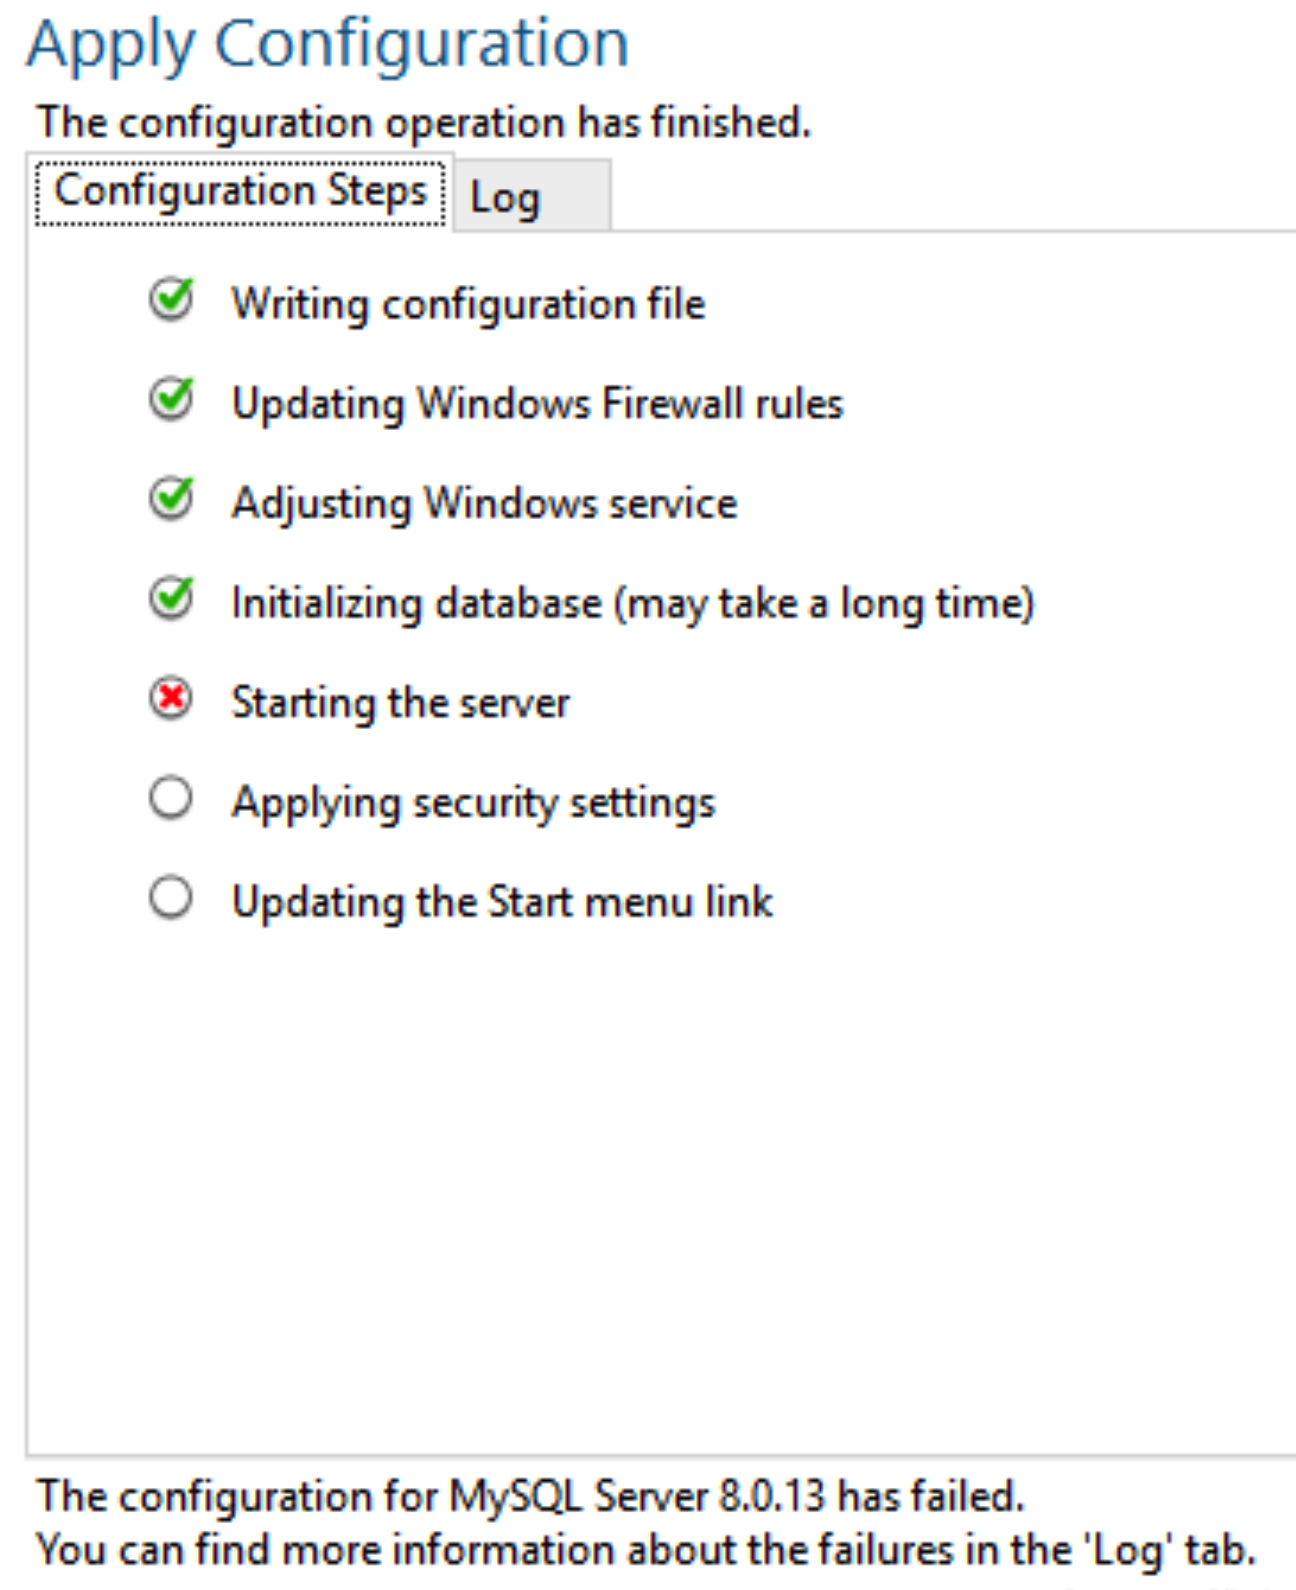 Apply Configuration
The configuration operation has finished.
Configuration Steps
Log
Writing configuration file
Updating Windows Firewall rules
Adjusting Windows service
Initializing database (may take a long time)
Starting the server
Applying security settings
Updating the Start menu link
The configuration for MySQL Server 8.0.13 has failed.
You can find more information about the failures in the 'Log' tab.